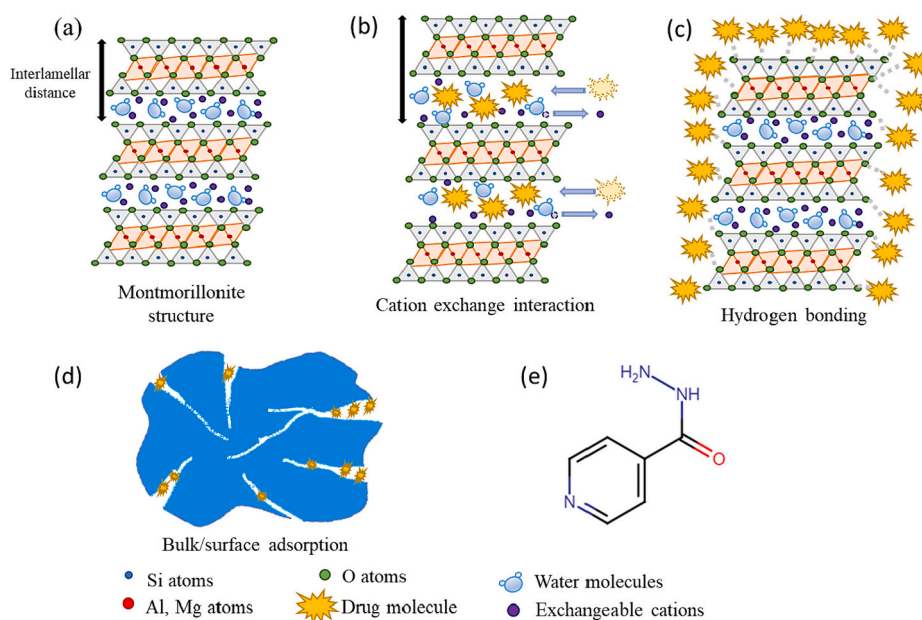 (a)
(b)
(c)
Interlamellar
distance
Montmorillonite
structure
Cation exchange interaction
Hydrogen bonding
(d)
(e)
H₂N
NH
O
N
Bulk/surface adsorption
Si atoms
O atoms
Water molecules
Al, Mg atoms
Drug molecule
Exchangeable cations